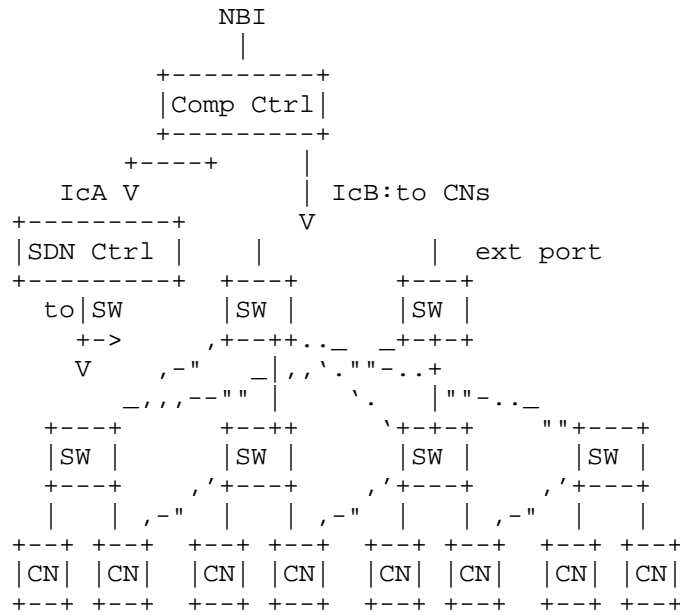 NBI
Comp Ctrl
IcA V IcB:to CNs
V
SDN Ctrl ext port
to SW SW SW
V
SW SW SW SW
CN CN CN CN CN CN CN CN